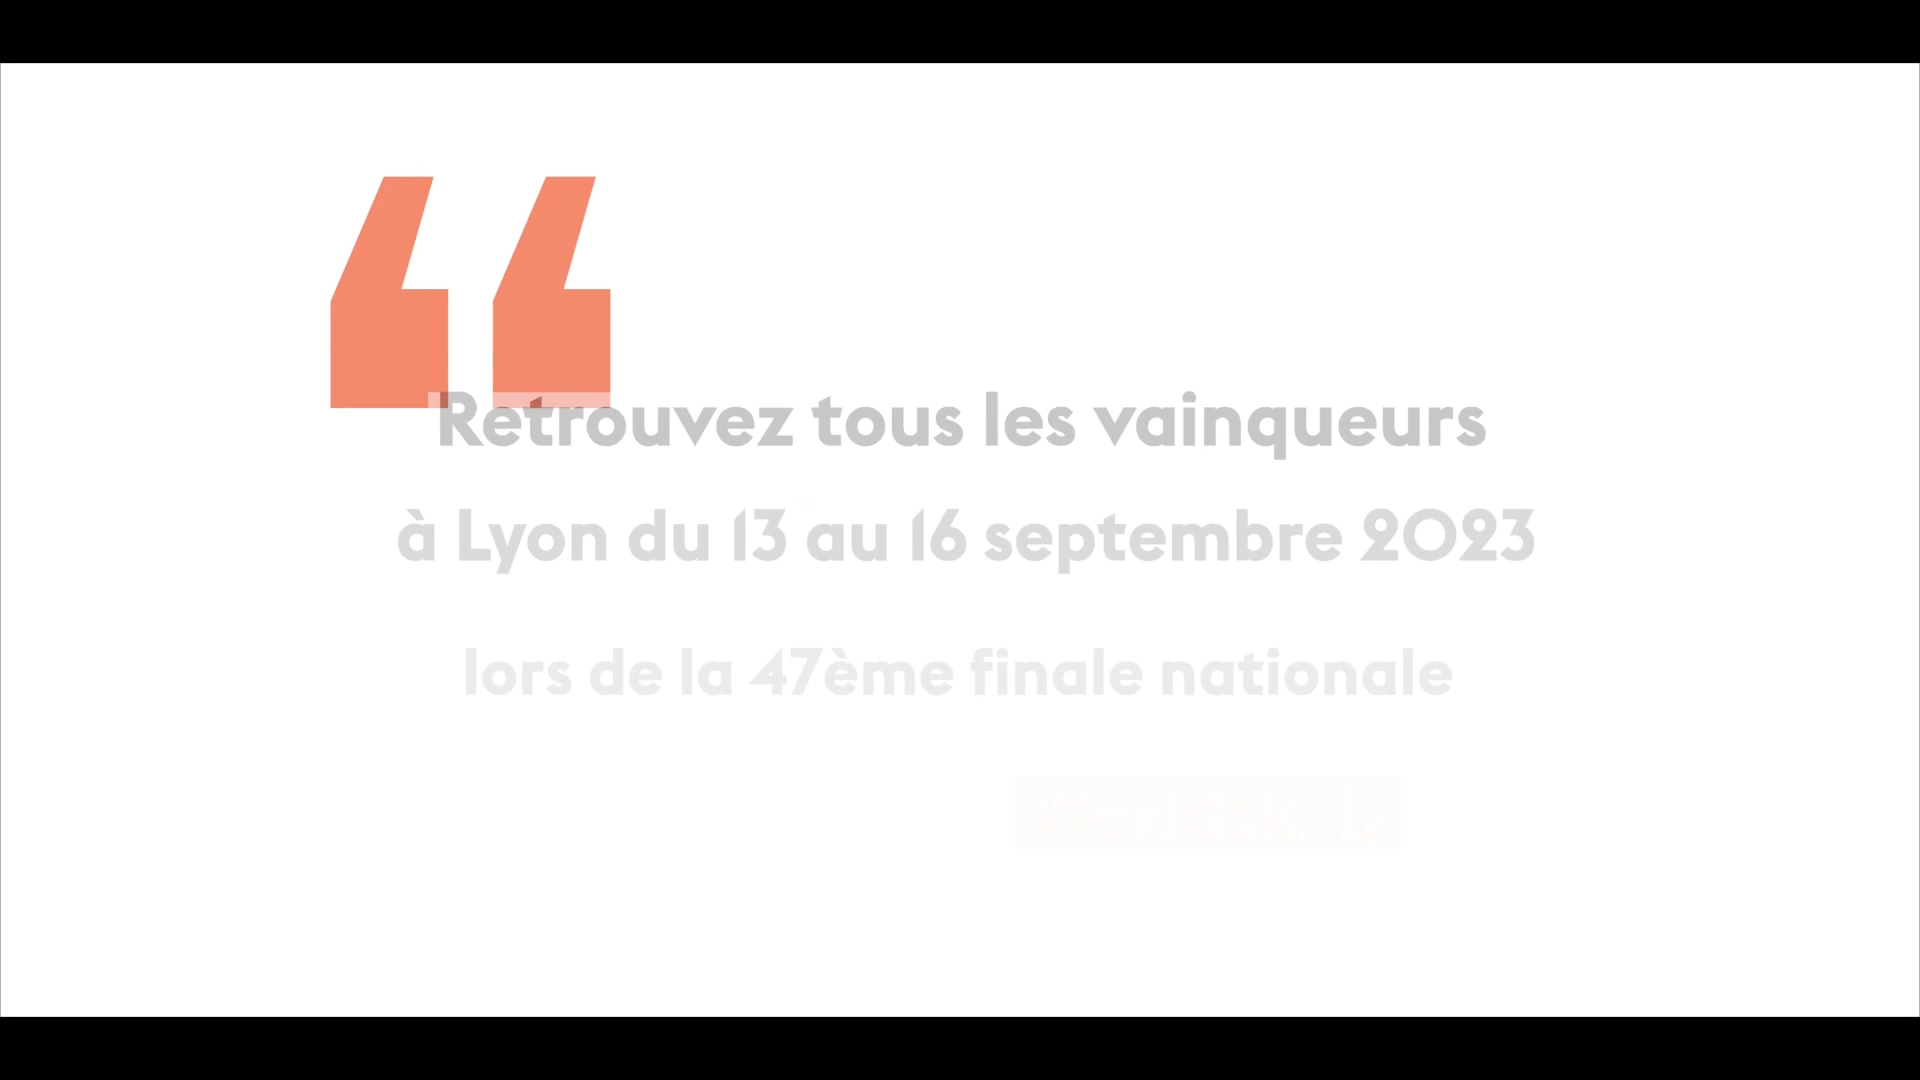 Retrouvez tous les vainqueurs
à Lyon du 13 au 16 septembre 2023
lors de la 47ème finale nationale